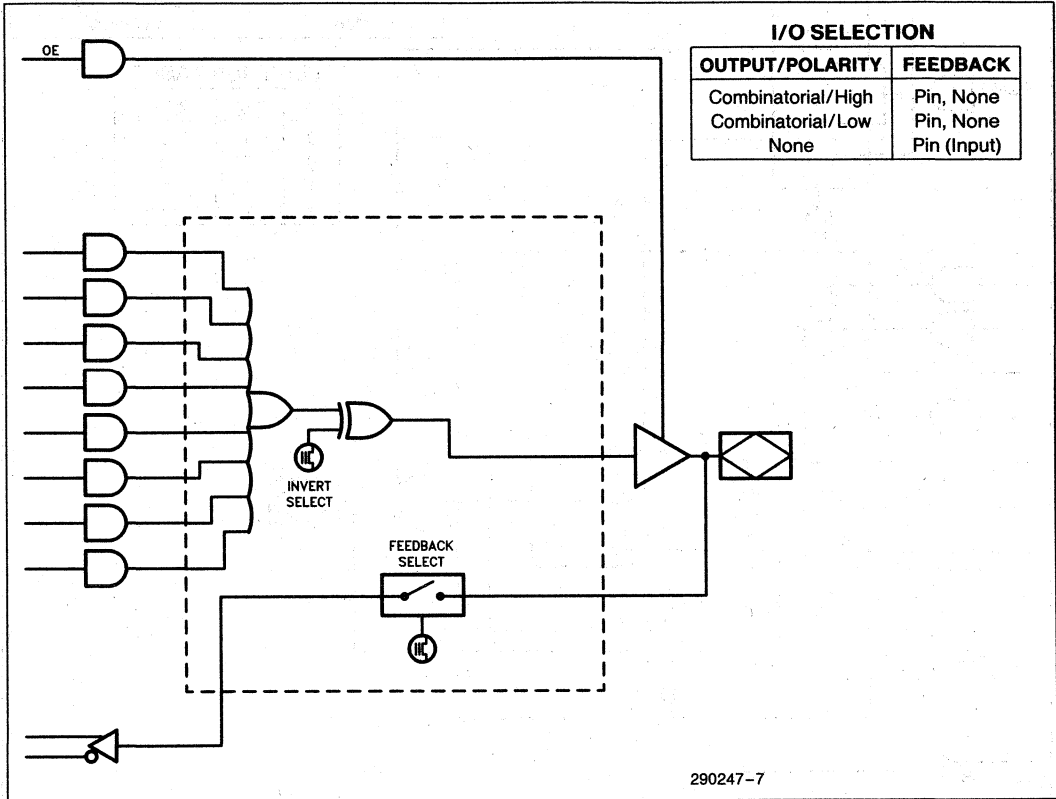 OE
I/O SELECTION
OUTPUT/POLARITY FEEDBACK
Combinatorial/High Pin, None
Combinatorial/Low Pin, None
None Pin (Input)
INVERT
SELECT
FEEDBACK
SELECT
290247–7